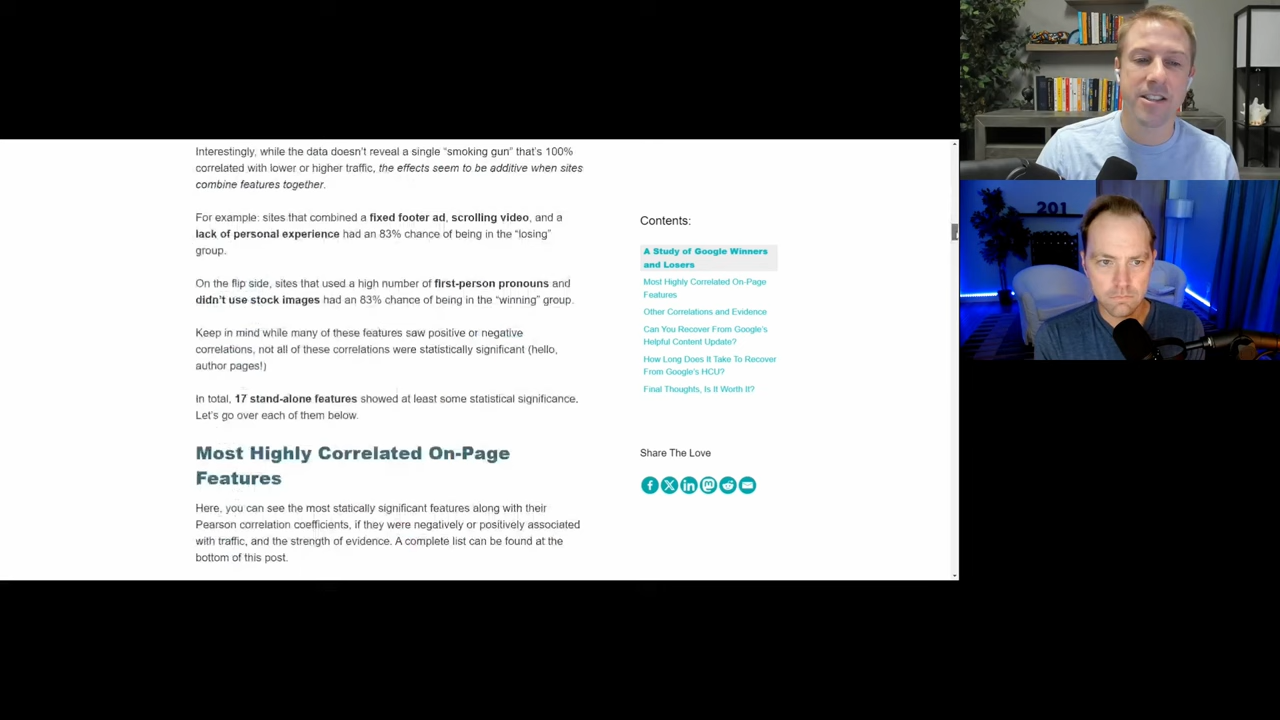 Interestingly, while the data doesn't reveal a single "smoking gun" that's 100%
correlated with lower or higher traffic, the effects seem to be additive when sites
combine features together.
For example: sites that combined a fixed footer ad, scrolling video, and a
lack of personal experience had an 83% chance of being in the "losing"
group.
On the flip side, sites that used a high number of first-person pronouns and
didn't use stock images had an 83% chance of being in the "winning" group.
Keep in mind while many of these features saw positive or negative
correlations, not all of these correlations were statistically significant (hello,
author pages!)
In total, 17 stand-alone features showed at least some statistical significance.
Let's go over each of them below.
Most Highly Correlated On-Page
Features
Here, you can see the most statically significant features along with their
Pearson correlation coefficients, if they were negatively or positively associated
with traffic, and the strength of evidence. A complete list can be found at the
bottom of this post.
Contents:
A Study of Google Winners
and Losers
Most Highly Correlated On-Page
Features
Other Correlations and Evidence
Can You Recover From Google's
Helpful Content Update?
How Long Does It Take To Recover
From Google's HCU?
Final Thoughts, Is It Worth It?
Share The Love
201